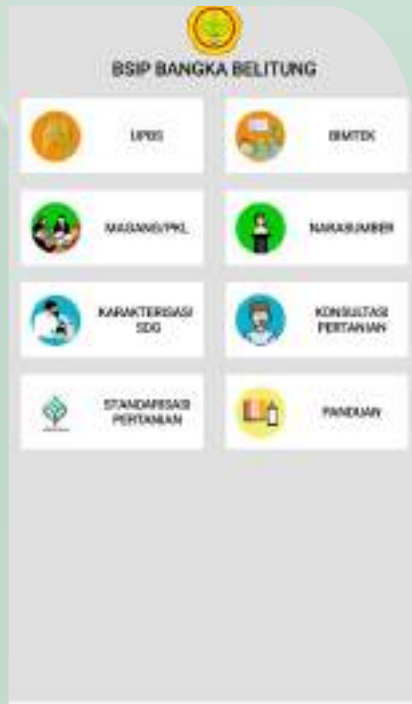 BSIP BANGKA BELITUNG
UPBS
BIMTEK
MAGANG/PKL
NARASUMBER
KARAKTERISASI
SDG
KONSULTASI
PERTANIAN
STANDARISASI
PERTANIAN
PANDUAN